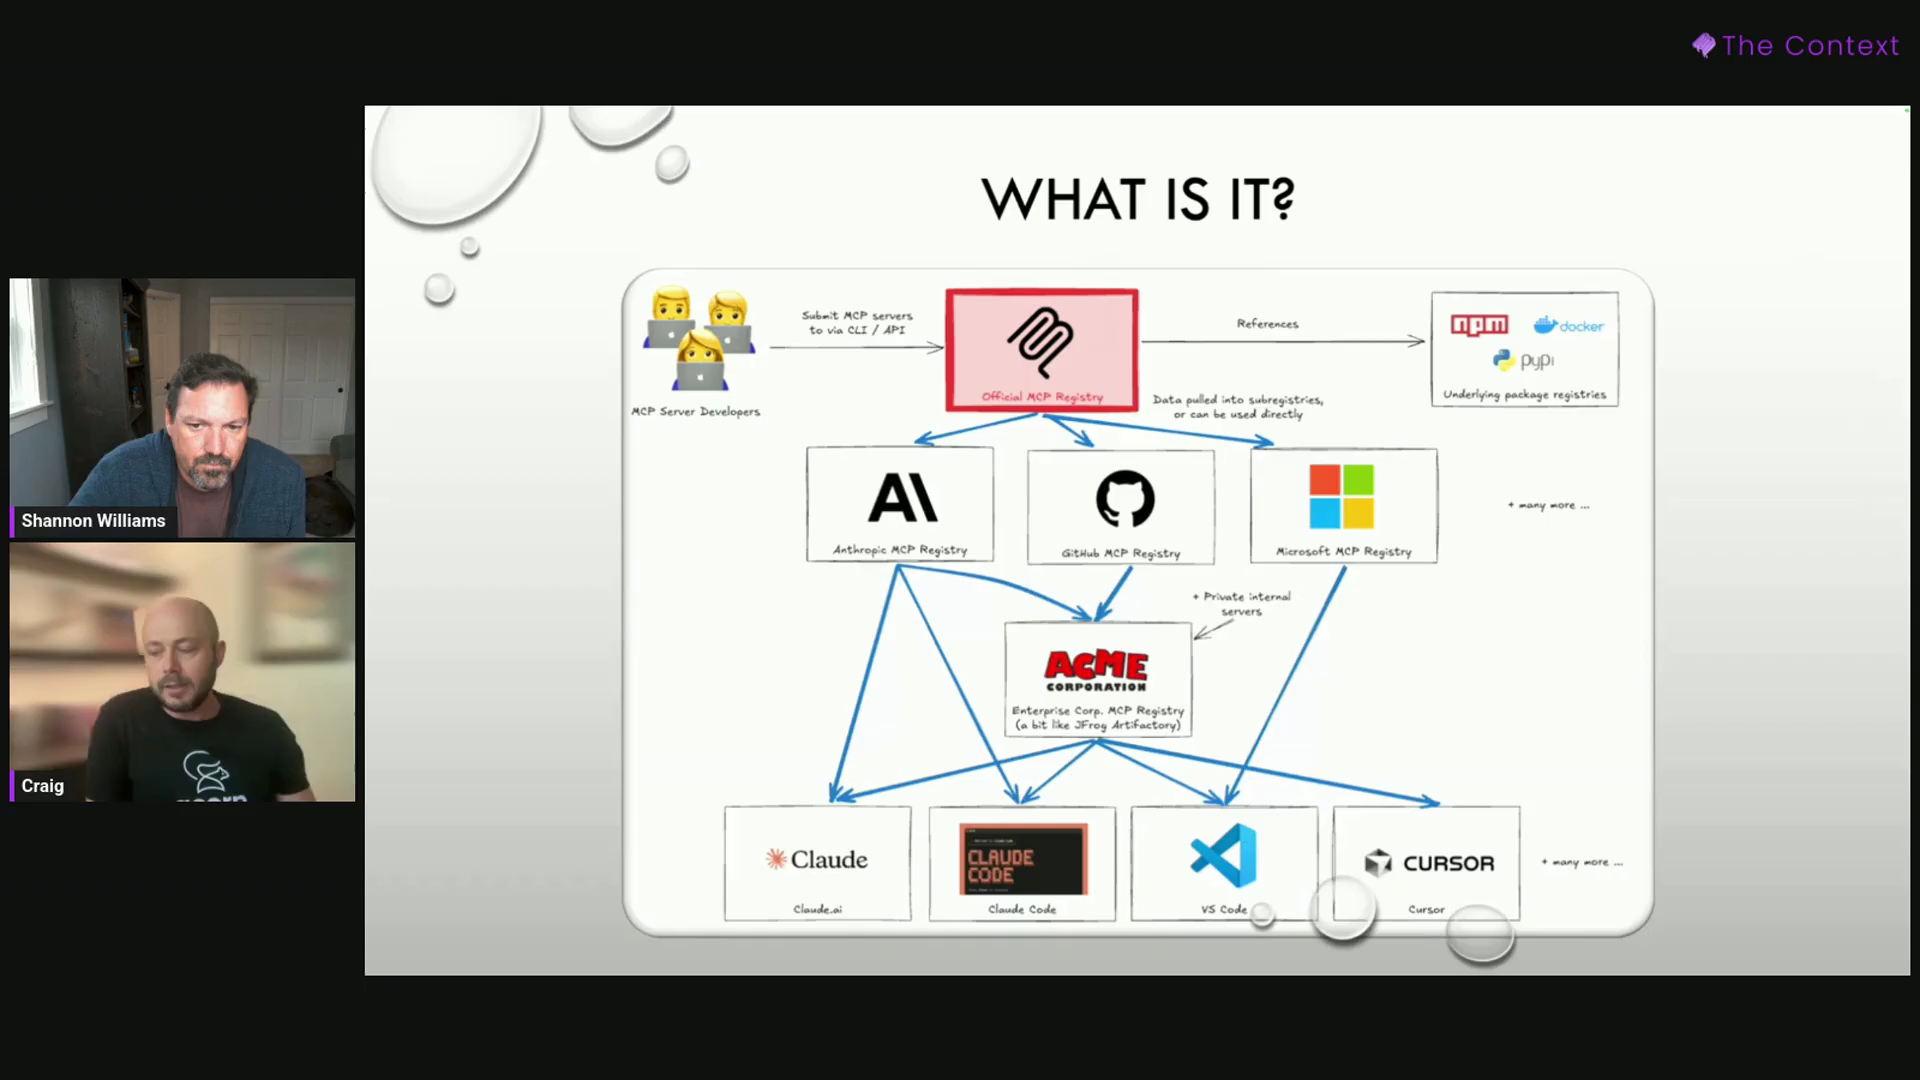 The Context
WHAT IS IT?
Submit MCP servers
to via CLI / API
MCP Server Developers
Official MCP Registry
References
npm
docker
pypi
Underlying package registries
Data pulled into subregistries,
or can be used directly
Anthropic MCP Registry
GitHub MCP Registry
Microsoft MCP Registry
+ many more ...
+ Private internal
servers
ACME
CORPORATION
Enterprise Corp. MCP Registry
(a bit like JFrog Artifactory)
Claude
Claude.ai
CLAUDE
CODE
Claude Code
VS Code
CURSOR
Cursor
+ many more ...
Shannon Williams
Craig